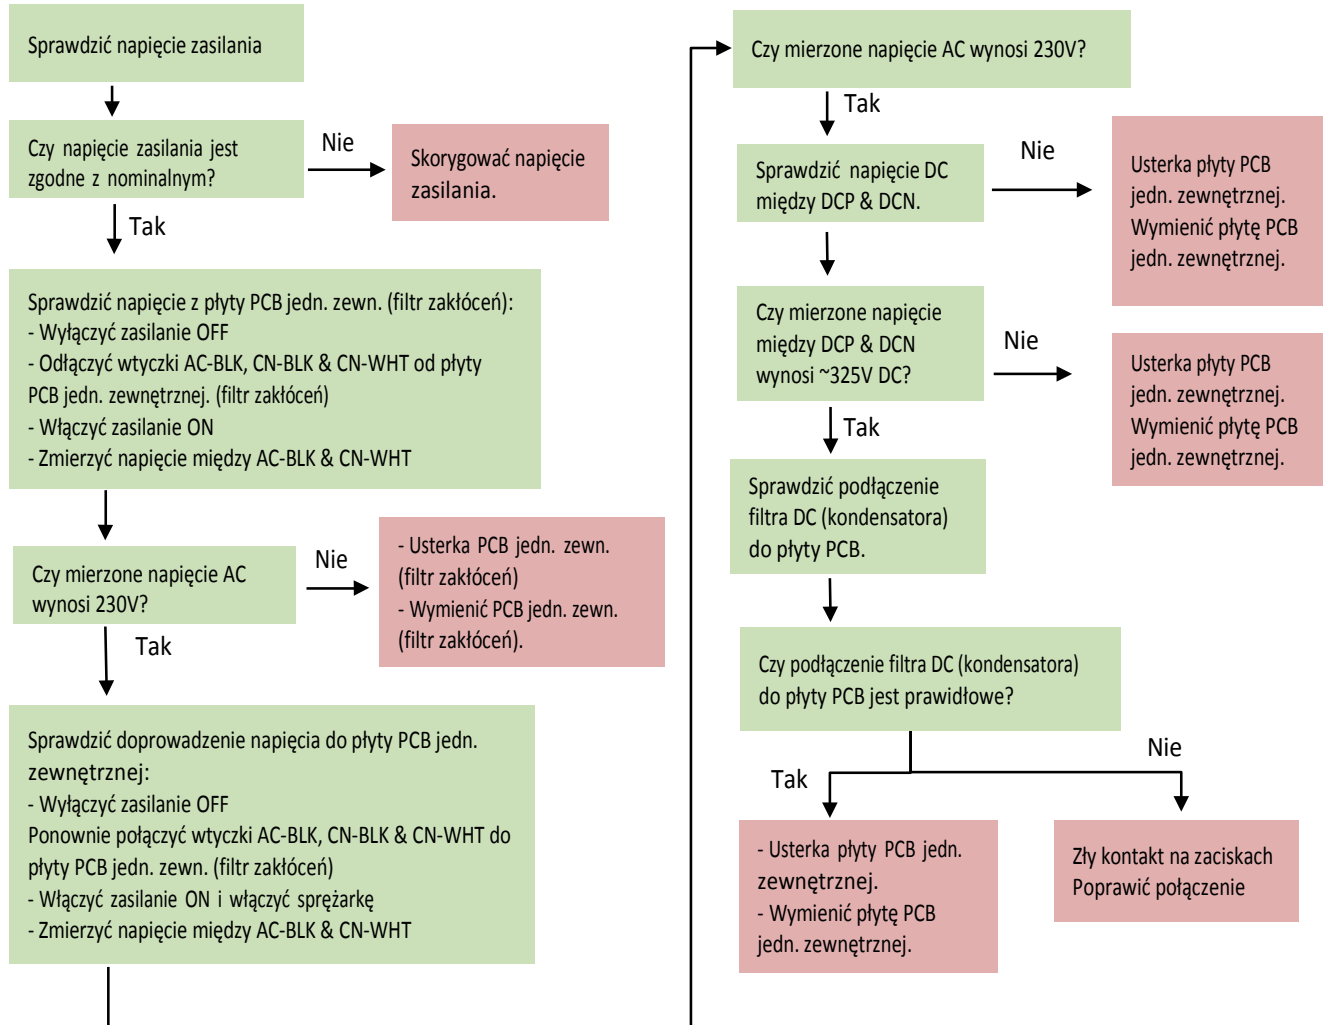 Sprawdzić napięcie zasilania
Czy napięcie zasilania jest
zgodne z nominalnym?
Nie
Skorygować napięcie
zasilania.
Tak
Sprawdzić napięcie z płyty PCB jedn. zewn. (filtr zakłóceń):
- Wyłączyć zasilanie OFF
- Odłączyć wtyczki AC-BLK, CN-BLK & CN-WHT od płyty
PCB jedn. zewnętrznej. (filtr zakłóceń)
- Włączyć zasilanie ON
- Zmierzyć napięcie między AC-BLK & CN-WHT
Czy mierzone napięcie AC
wynosi 230V?
Nie
- Usterka PCB jedn. zewn.
(filtr zakłóceń)
- Wymienić PCB jedn. zewn.
(filtr zakłóceń).
Tak
Sprawdzić doprowadzenie napięcia do płyty PCB jedn.
zewnętrznej:
- Wyłączyć zasilanie OFF
Ponownie połączyć wtyczki AC-BLK, CN-BLK & CN-WHT do
płyty PCB jedn. zewn. (filtr zakłóceń)
- Włączyć zasilanie ON i włączyć sprężarkę
- Zmierzyć napięcie między AC-BLK & CN-WHT
Czy mierzone napięcie AC wynosi 230V?
Tak
Sprawdzić napięcie DC
między DCP & DCN.
Nie
Usterka płyty PCB
jedn. zewnętrznej.
Wymienić płytę PCB
jedn. zewnętrznej.
Czy mierzone napięcie
między DCP & DCN
wynosi ~325V DC?
Nie
Usterka płyty PCB
jedn. zewnętrznej.
Wymienić płytę PCB
jedn. zewnętrznej.
Tak
Sprawdzić podłączenie
filtra DC (kondensatora)
do płyty PCB.
Czy podłączenie filtra DC (kondensatora)
do płyty PCB jest prawidłowe?
Tak
Nie
- Usterka płyty PCB jedn.
zewnętrznej.
- Wymienić płytę PCB
jedn. zewnętrznej.
Zły kontakt na zaciskach
Poprawić połączenie